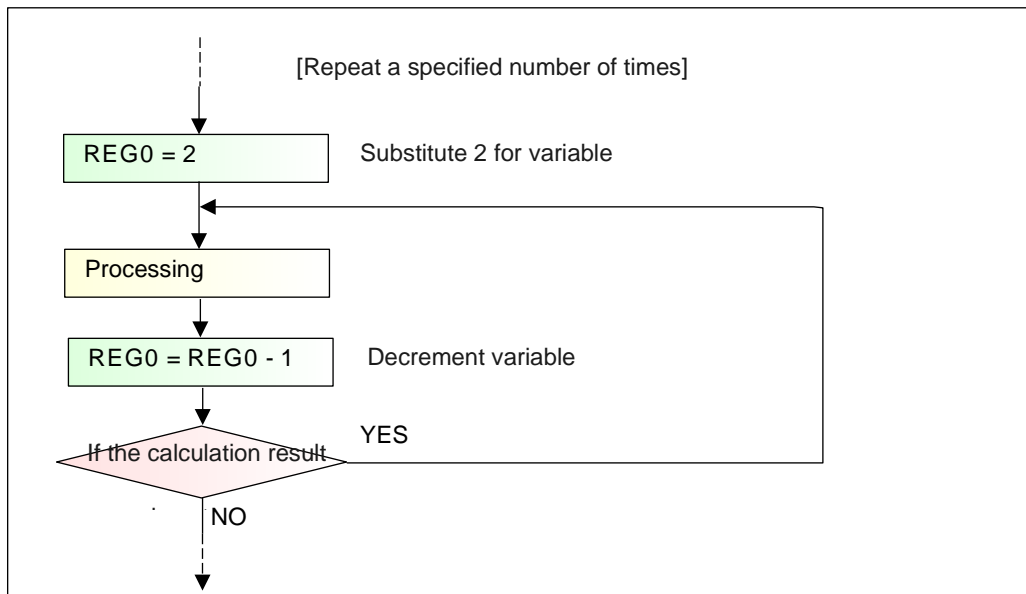 [Repeat a specified number of times]
REG0 = 2
Substitute 2 for variable
Processing
REG0 = REG0 - 1
Decrement variable
If the calculation result
YES
NO